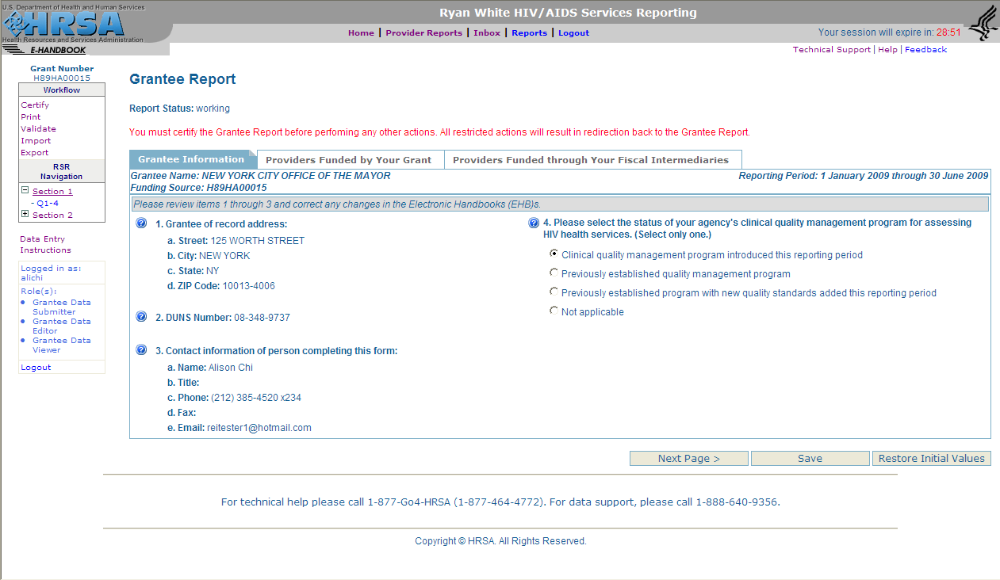 U.S. Department of Health and Human Services
HRSA
Health Resources and Services Administration
E-HANDBOOK
Ryan White HIV/AIDS Services Reporting
Home | Provider Reports | Inbox | Reports | Logout
Your session will expire in: 28:51
Technical Support | Help | Feedback
Grant Number
H89HA00015
Workflow
Certify
Print
Validate
Import
Export
RSR
Navigation
Section 1
- Q1-4
Section 2
Data Entry
Instructions
Logged in as:
alichi
Role(s):
Grantee Data
Submitter
Grantee Data
Editor
Grantee Data
Viewer
Logout
Grantee Report
Report Status: working
You must certify the Grantee Report before perfoming any other actions. All restricted actions will result in redirection back to the Grantee Report.
Grantee Information
Providers Funded by Your Grant
Providers Funded through Your Fiscal Intermediaries
Grantee Name: NEW YORK CITY OFFICE OF THE MAYOR
Reporting Period: 1 January 2009 through 30 June 2009
Funding Source: H89HA00015
Please review items 1 through 3 and correct any changes in the Electronic Handbooks (EHB)s.
1. Grantee of record address:
a. Street: 125 WORTH STREET
b. City: NEW YORK
c. State: NY
d. ZIP Code: 10013-4006
2. DUNS Number: 08-348-9737
3. Contact information of person completing this form:
a. Name: Alison Chi
b. Title:
c. Phone: (212) 385-4520 x234
d. Fax:
e. Email: reitester1@hotmail.com
4. Please select the status of your agency's clinical quality management program for assessing
HIV health services. (Select only one.)
Clinical quality management program introduced this reporting period
Previously established quality management program
Previously established program with new quality standards added this reporting period
Not applicable
Next Page >
Save
Restore Initial Values
For technical help please call 1-877-Go4-HRSA (1-877-464-4772). For data support, please call 1-888-640-9356.
Copyright © HRSA. All Rights Reserved.